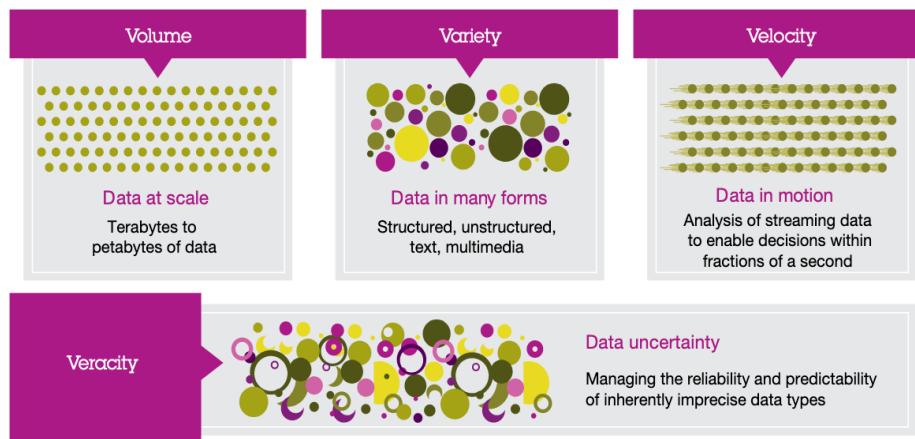 Volume
Data at scale
Terabytes to
petabytes of data
Variety
Data in many forms
Structured, unstructured,
text, multimedia
Velocity
Data in motion
Analysis of streaming data
to enable decisions within
fractions of a second
Veracity
Data uncertainty
Managing the reliability and predictability
of inherently imprecise data types